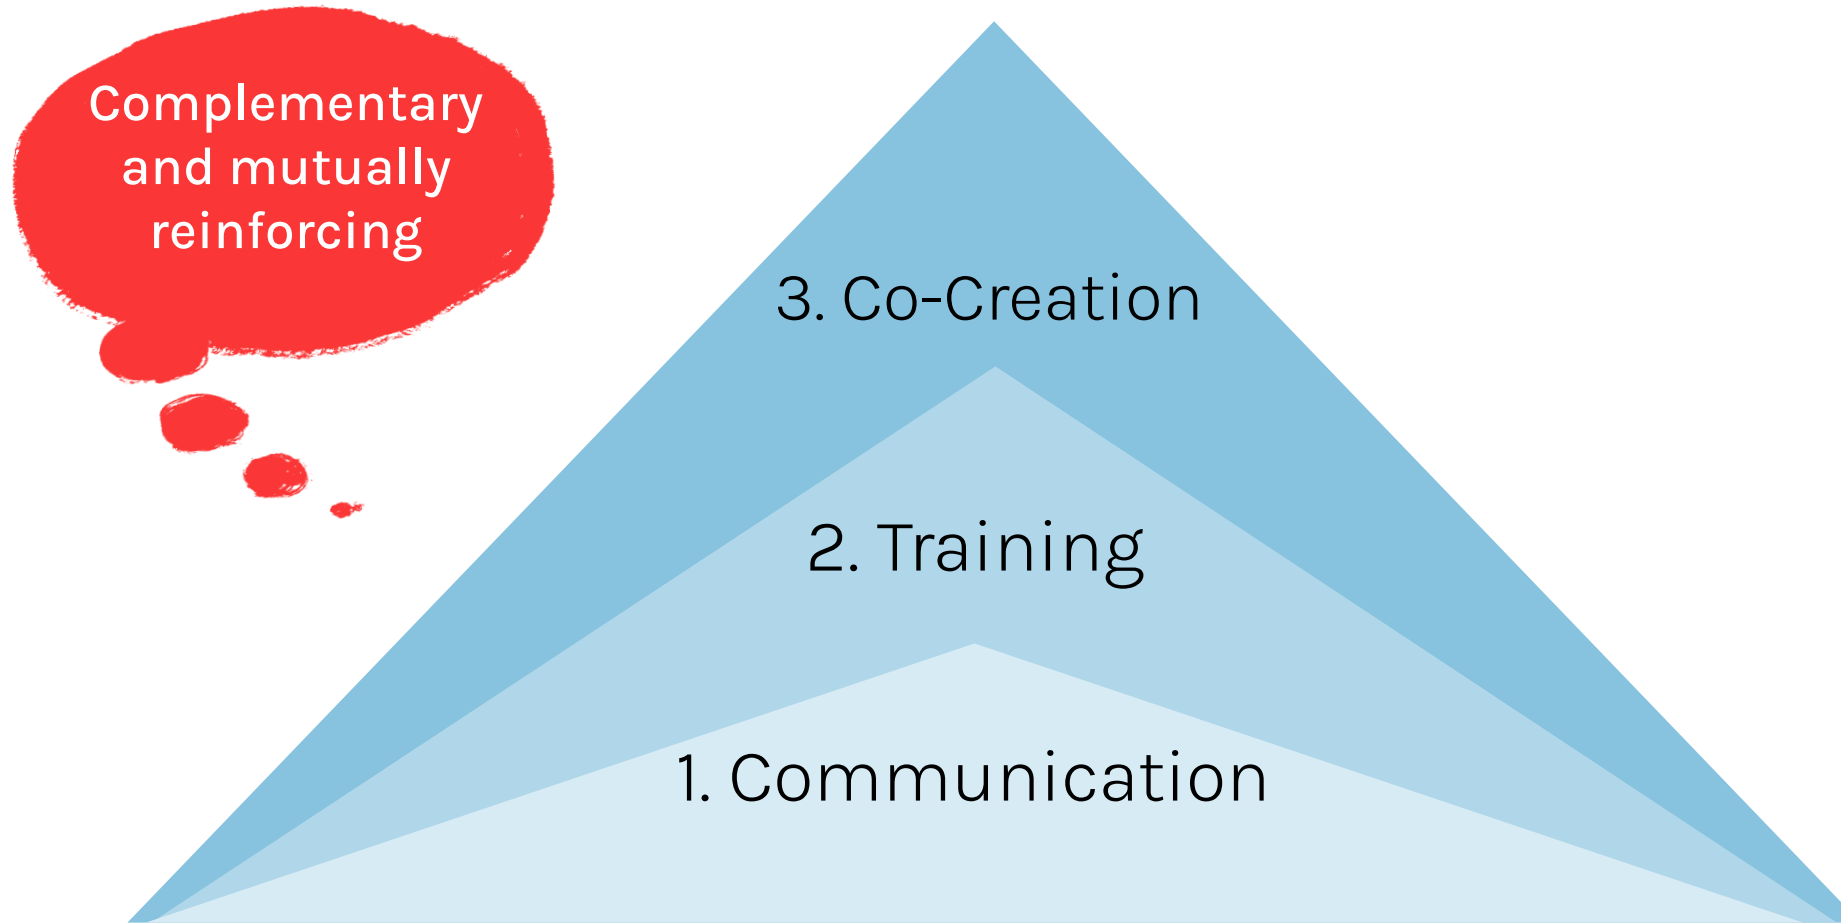 Complementary
and mutually
reinforcing
3. Co-Creation
2. Training
1. Communication